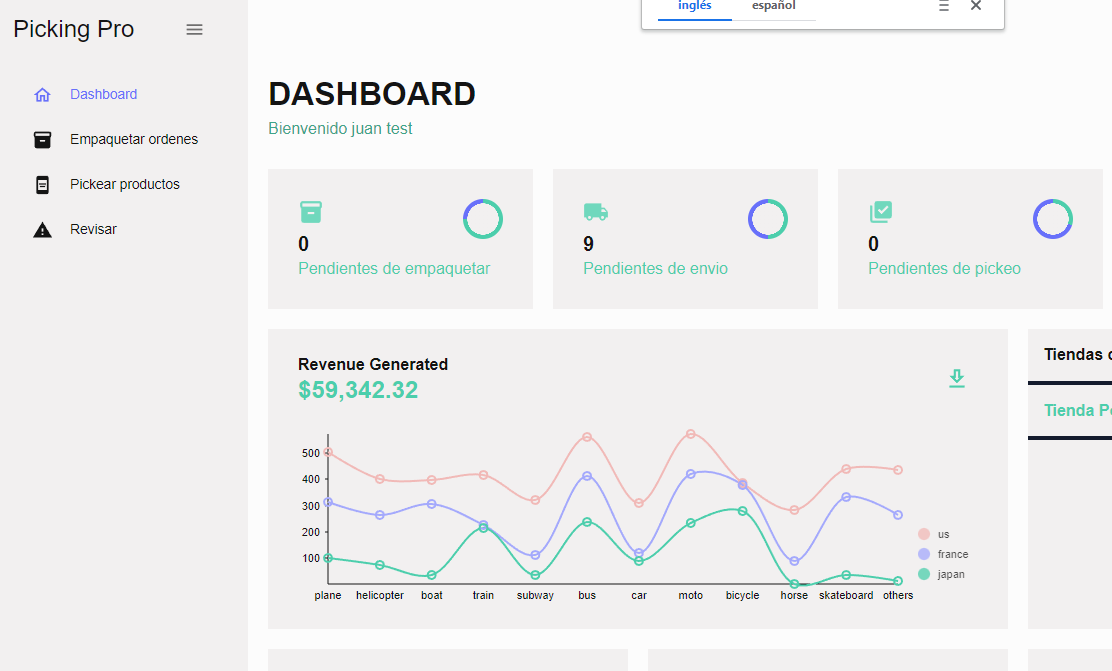 Picking Pro
inglés español
Dashboard
Empaquetar ordenes
Pickear productos
Revisar
DASHBOARD
Bienvenido juan test
0
Pendientes de empaquetar
9
Pendientes de envio
0
Pendientes de pickeo
Revenue Generated
$59,342.32
500
400
300
200
100
plane helicopter boat train subway bus car moto bicycle horse skateboard others
us
france
japan
Tiendas
Tienda